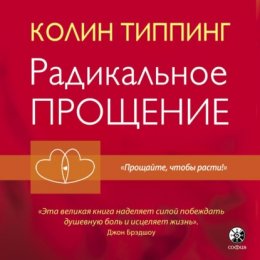 КОЛИН ТИППИНГ
Радикальное
ПРОЩЕНИЕ
«Прощайте, чтобы расти!»
«Эта великая книга наделяет силой побеждать
душевную боль и исцеляет жизнь».
Джон Брэдшоу
СОФИЯ